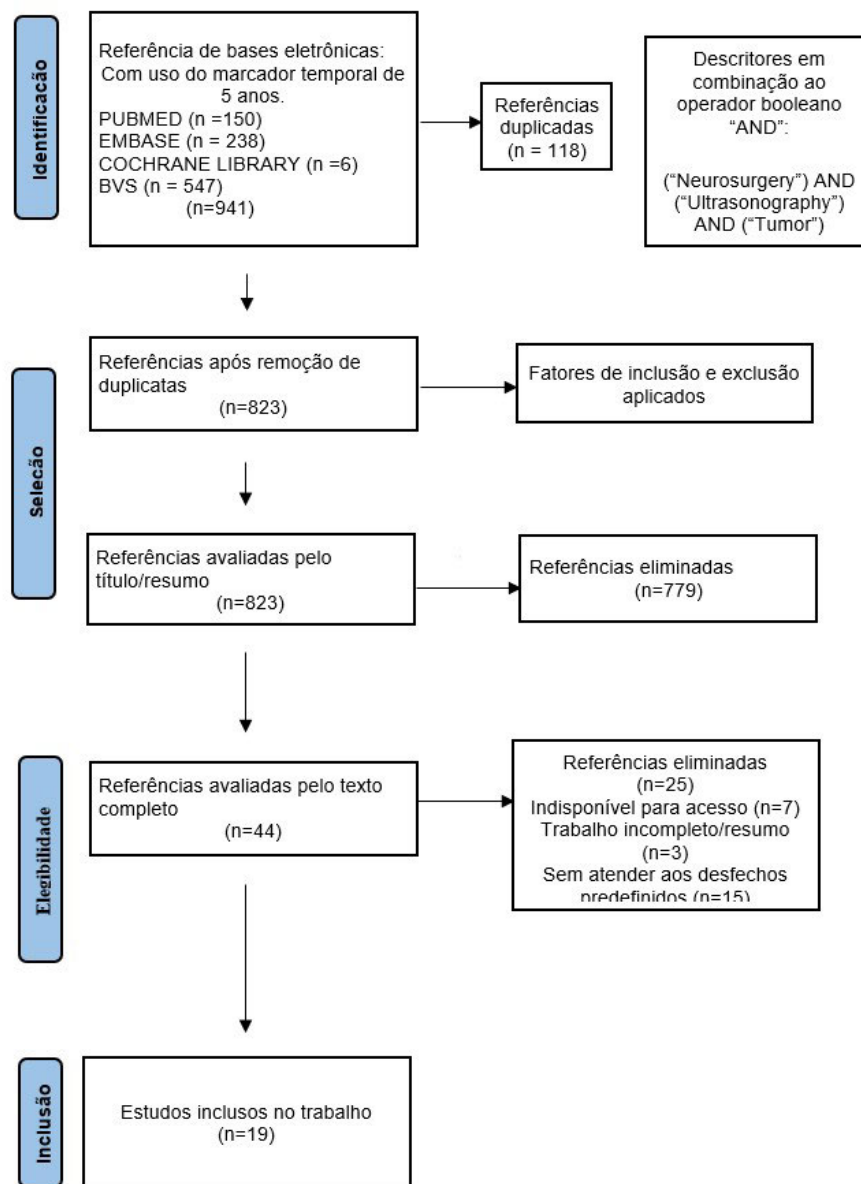 Identificação
Referência de bases eletrônicas:
Com uso do marcador temporal de
5 anos.
PUBMED (n =150)
EMBASE (n = 238)
COCHRANE LIBRARY (n =6)
BVS (n = 547)
(n=941)
Referências
duplicadas
(n = 118)
Descritores em
combinação ao
operador booleano
“AND”:
(“Neurosurgery”) AND
(“Ultrasonography”)
AND (“Tumor”)
Seleção
Referências após remoção de
duplicatas
(n=823)
Fatores de inclusão e exclusão
aplicados
Referências avaliadas pelo
título/resumo
(n=823)
Referências eliminadas
(n=779)
Elegibilidade
Referências avaliadas pelo texto
completo
(n=44)
Referências eliminadas
(n=25)
Indisponível para acesso (n=7)
Trabalho incompleto/resumo
(n=3)
Sem atender aos desfechos
predefinidos (n=15)
Inclusão
Estudos inclusos no trabalho
(n=19)